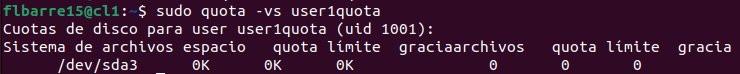 flbarre15@cl1:~$ sudo quota -vs user1quota
Cuotas de disco para user user1quota (uid 1001):
Sistema de archivos espacio   quota límite  graciaarchivos   quota límite  gracia
      /dev/sda3      0K      0K      0K               0       0       0